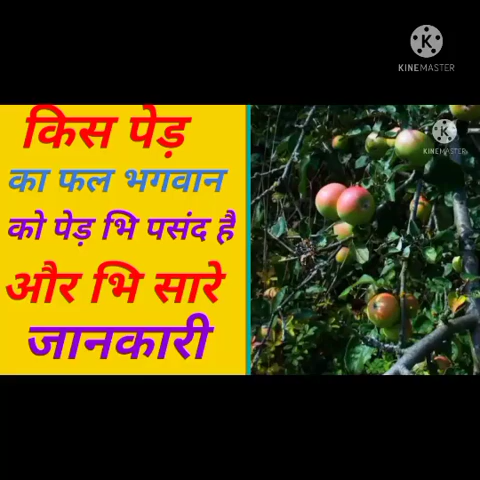 KINEMASTER
किस पेड़
का फल भगवान
को पेड़ भि पसंद है
और भि सारे
जानकारी
KINEMASTER